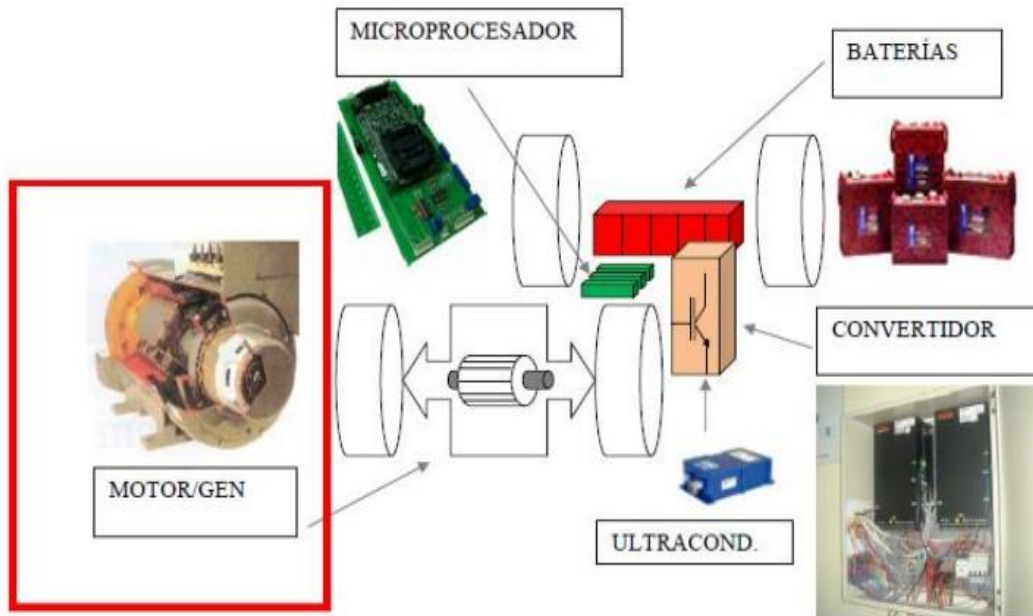 MICROPROCESADOR
BATERÍAS
CONVERTIDOR
MOTOR/GEN
ULTRACOND.